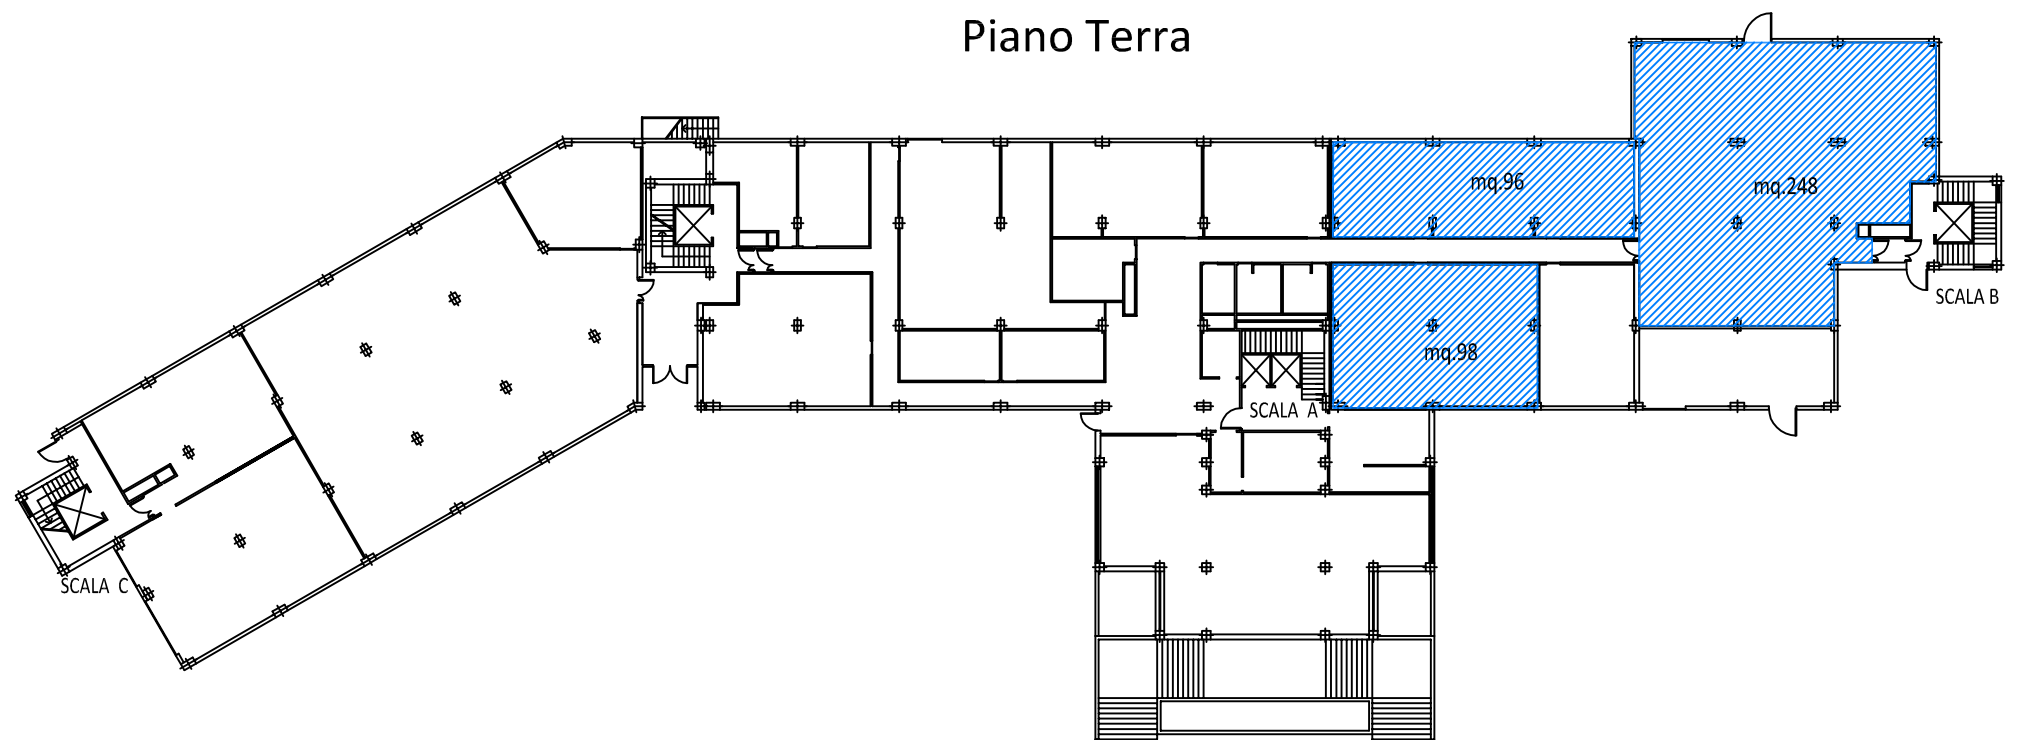 Piano Terra
mq.96
mq.248
SCALA B
mq.98
SCALA A
SCALA C